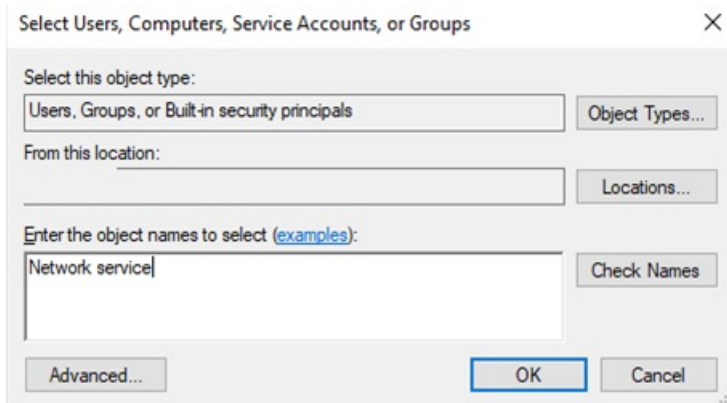 Select Users, Computers, Service Accounts, or Groups
Select this object type:
Users, Groups, or Built-in security principals
Object Types...
From this location:
Locations...
Enter the object names to select (examples):
Network service
Check Names
Advanced...
OK
Cancel